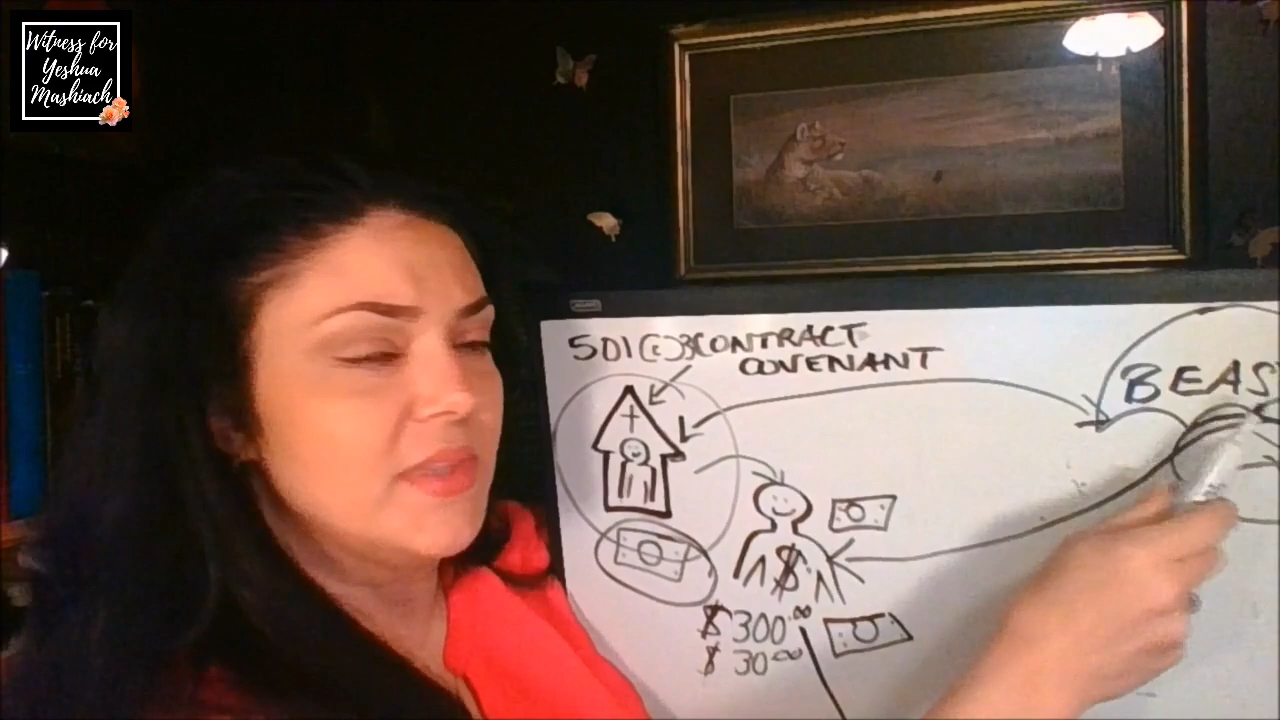 Witness for
Yeshua
Mashiach
501(C)3 CONTRACT
COVENANT
BEAS
$
$300.00
$30.00